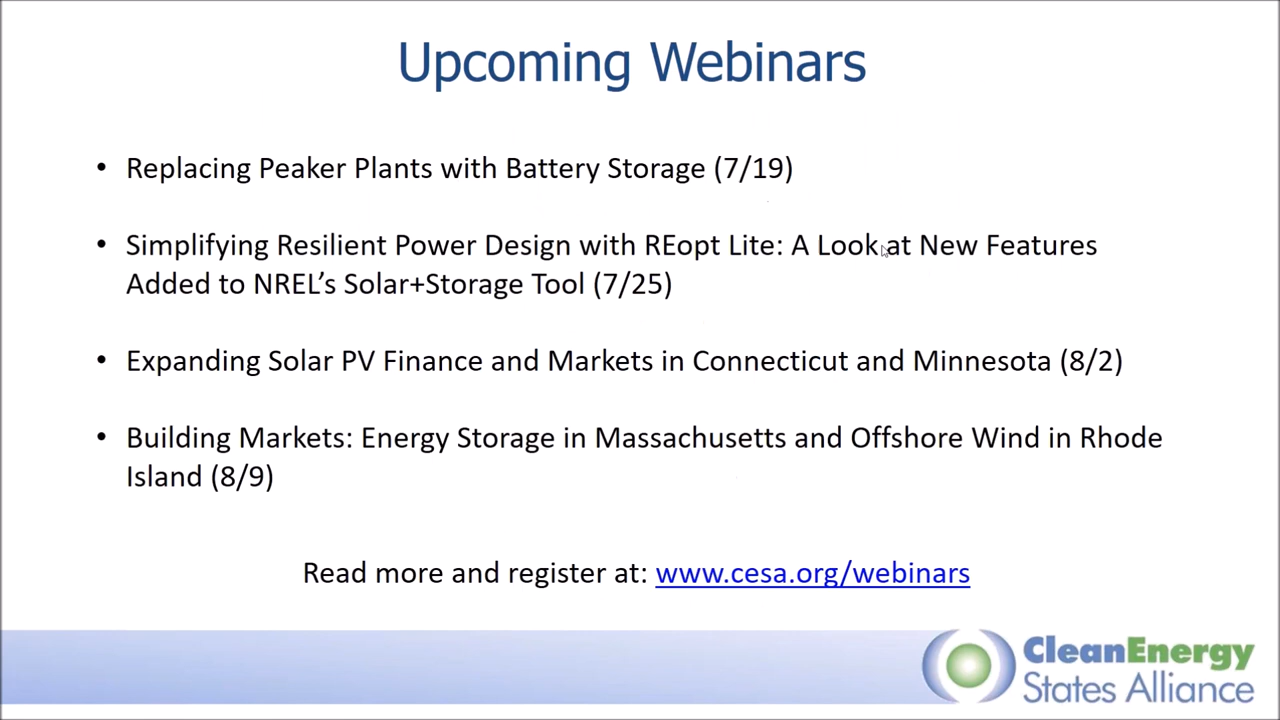 Upcoming Webinars
• Replacing Peaker Plants with Battery Storage (7/19)
• Simplifying Resilient Power Design with REopt Lite: A Look at New Features
Added to NREL’s Solar+Storage Tool (7/25)
• Expanding Solar PV Finance and Markets in Connecticut and Minnesota (8/2)
• Building Markets: Energy Storage in Massachusetts and Offshore Wind in Rhode
Island (8/9)
Read more and register at: www.cesa.org/webinars
CleanEnergy
States Alliance